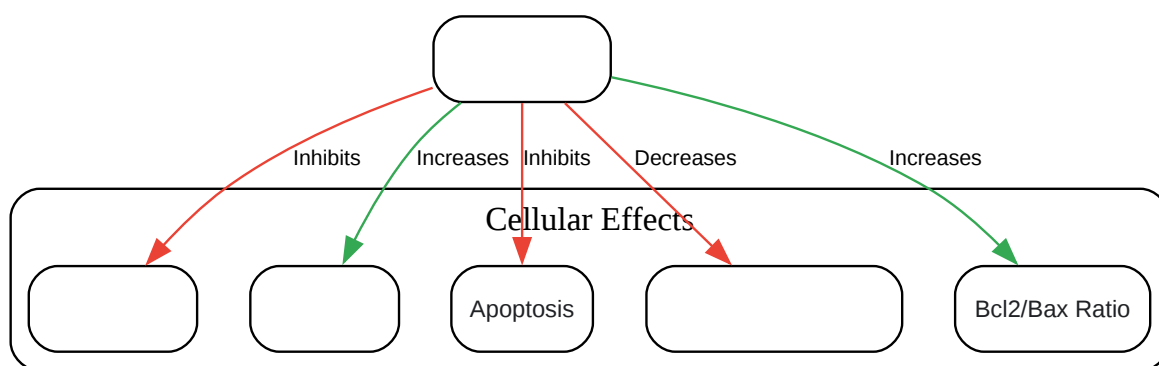 Inhibits
Increases
Inhibits
Decreases
Increases
Cellular Effects
Apoptosis
Bcl2/Bax Ratio